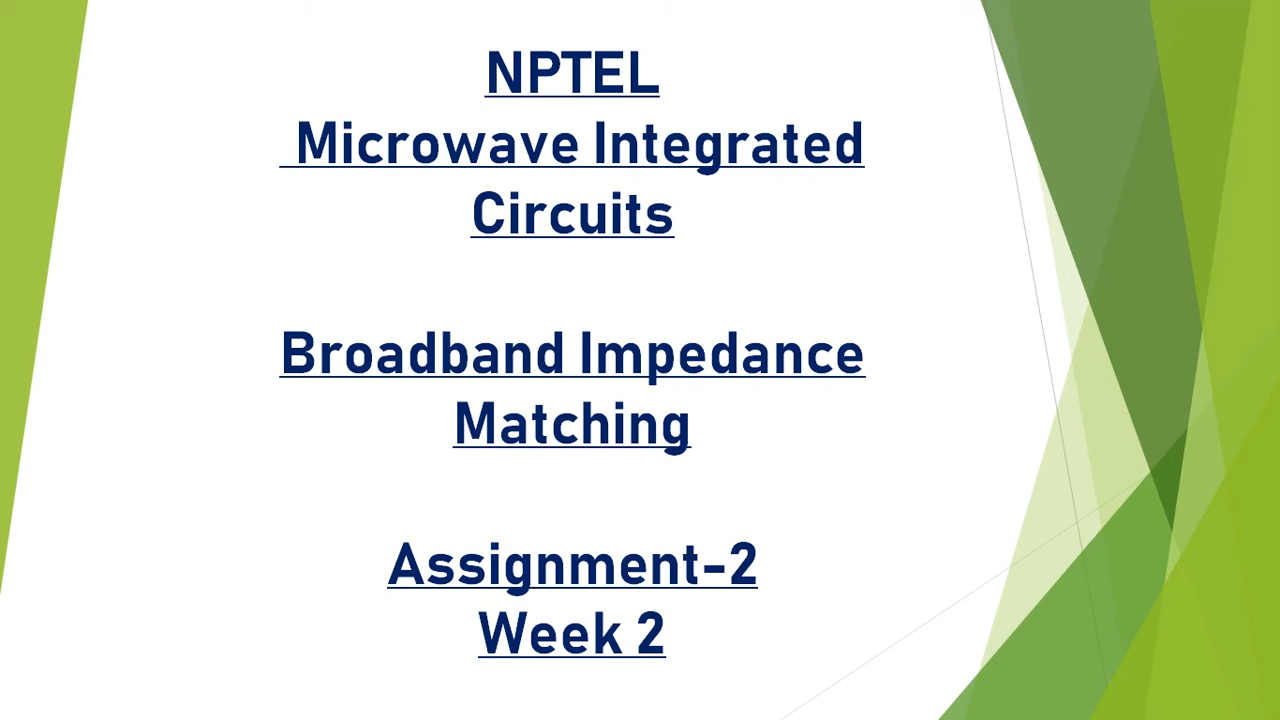 NPTEL
Microwave Integrated
Circuits
Broadband Impedance
Matching
Assignment-2
Week 2